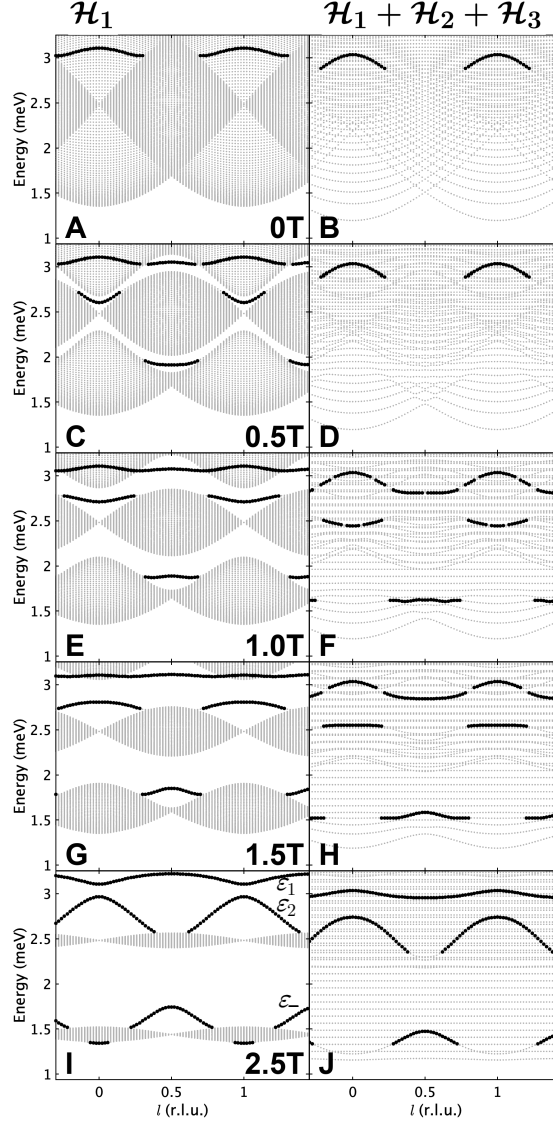 𝓗₁ 𝓗₁ + 𝓗₂ + 𝓗₃
Energy (meV)
3
2.5
2
1.5
1
A 0T B
Energy (meV)
3
2.5
2
1.5
1
C 0.5T D
Energy (meV)
3
2.5
2
1.5
1
E 1.0T F
Energy (meV)
3
2.5
2
1.5
1
G 1.5T H
Energy (meV)
3
2.5
2
1.5
1
ε₁
ε₂
ε₋
I 2.5T J
0 0.5 1 0 0.5 1
l (r.l.u.) l (r.l.u.)